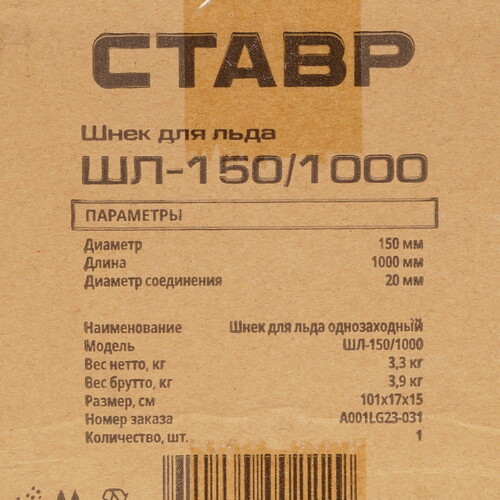 СТАВР
Шнек для льда
ШЛ-150/1000
ПАРАМЕТРЫ
Диаметр 150 мм
Длина 1000 мм
Диаметр соединения 20 мм
Наименование Шнек для льда однозаходный
Модель ШЛ-150/1000
Вес нетто, кг 3,3 кг
Вес брутто, кг 3,9 кг
Размер, см 101х17х15
Номер заказа A001LG23-031
Количество, шт. 1